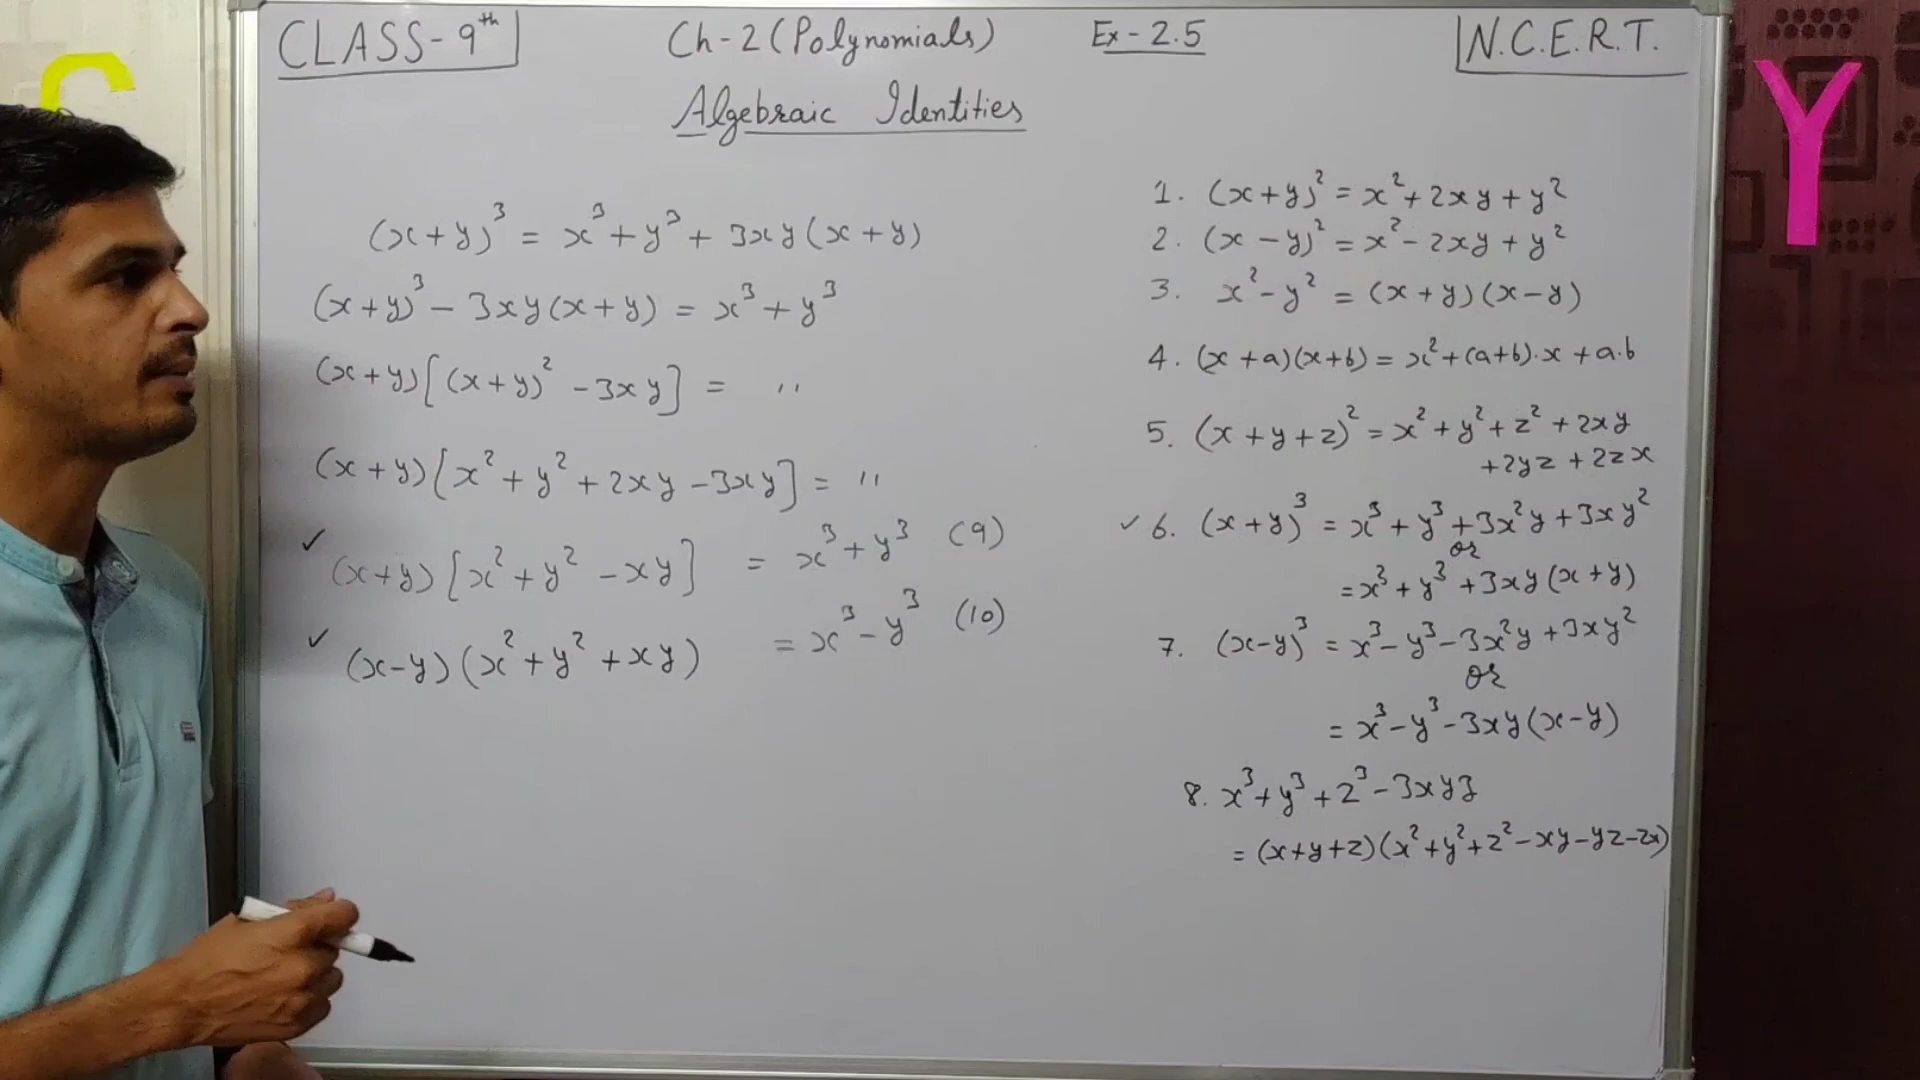 CLASS-9th
Ch-2 (Polynomials)
Ex-2.5
N.C.E.R.T.
Algebraic Identities
(x+y)³ = x³+y³ + 3xy(x+y)
(x+y)³ - 3xy(x+y) = x³+y³
(x+y)[(x+y)² - 3xy] = "
(x+y)[x²+y²+2xy-3xy] = "
✓ (x+y)[x²+y²-xy] = x³+y³ (9)
✓ (x-y)(x²+y²+xy) = x³-y³ (10)
1. (x+y)² = x²+2xy+y²
2. (x-y)² = x²-2xy+y²
3. x²-y² = (x+y)(x-y)
4. (x+a)(x+b) = x²+(a+b).x+a.b
5. (x+y+z)² = x²+y²+z²+2xy
+2yz+2zx
✓ 6. (x+y)³ = x³+y³+3x²y+3xy²
or
= x³+y³+3xy(x+y)
7. (x-y)³ = x³-y³-3x²y+3xy²
or
= x³-y³-3xy(x-y)
8. x³+y³+z³-3xyz
= (x+y+z)(x²+y²+z²-xy-yz-zx)
Y